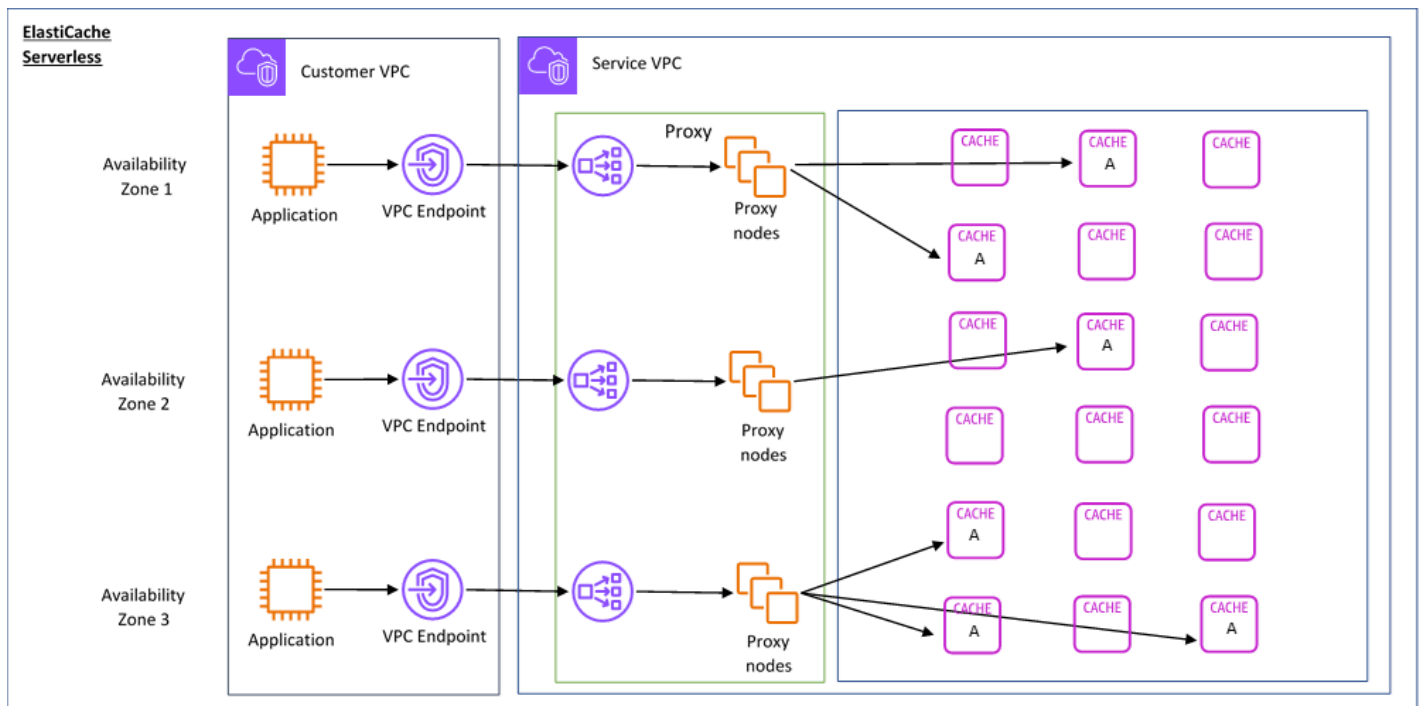 ElastiCache
Serverless
Customer VPC
Service VPC
Availability
Zone 1
Application
VPC Endpoint
Proxy
Proxy
nodes
CACHE
CACHE
A
CACHE
CACHE
A
CACHE
CACHE
Availability
Zone 2
Application
VPC Endpoint
Proxy
nodes
CACHE
CACHE
A
CACHE
CACHE
CACHE
CACHE
Availability
Zone 3
Application
VPC Endpoint
Proxy
nodes
CACHE
A
CACHE
CACHE
CACHE
A
CACHE
CACHE
A